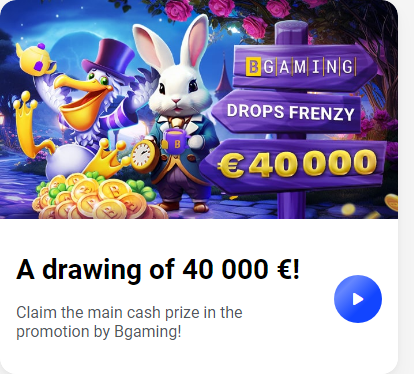 BGAMING
DROPS FRENZY
€40000
A drawing of 40 000 €!
Claim the main cash prize in the
promotion by Bgaming!